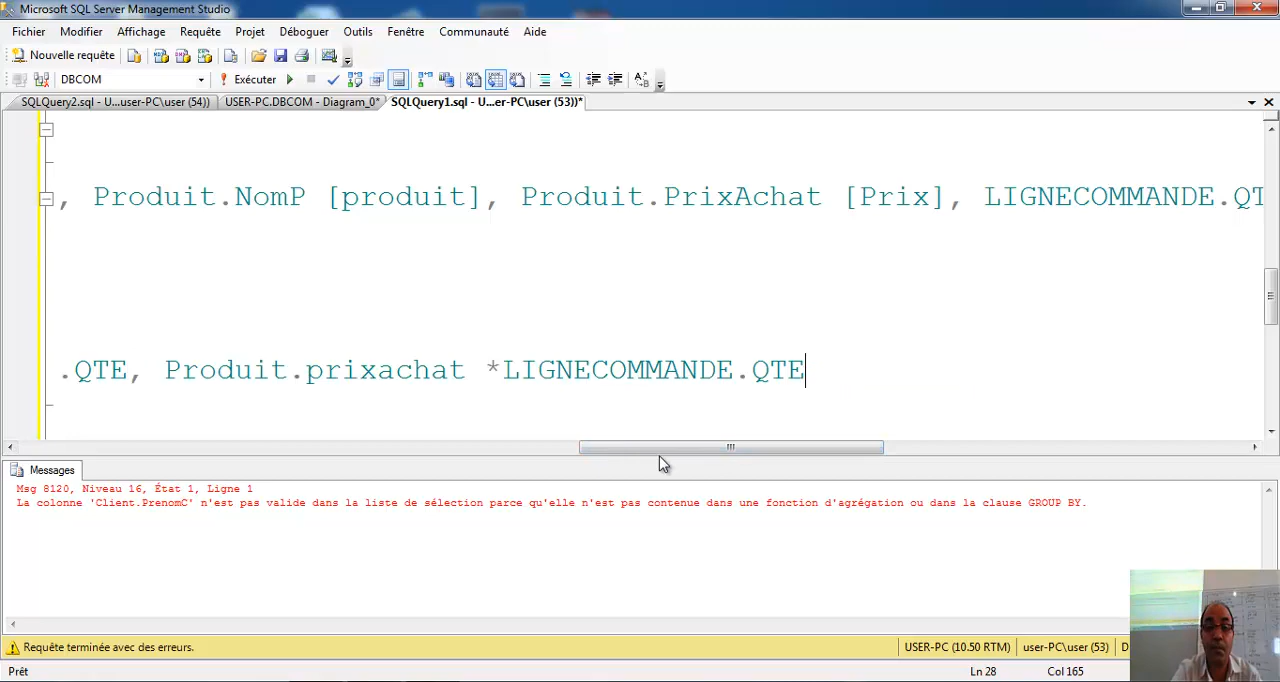 Microsoft SQL Server Management Studio
Fichier Modifier Affichage Requête Projet Déboguer Outils Fenêtre Communauté Aide
Nouvelle requête
DBCOM Exécuter
SQLQuery2.sql - U...user-PC\user (54)) USER-PC.DBCOM - Diagram_0* SQLQuery1.sql - U...er-PC\user (53))*
, Produit.NomP [produit], Produit.PrixAchat [Prix], LIGNECOMMANDE.QT
.QTE, Produit.prixachat *LIGNECOMMANDE.QTE
Messages
Msg 8120, Niveau 16, État 1, Ligne 1
La colonne 'Client.PrenomC' n'est pas valide dans la liste de sélection parce qu'elle n'est pas contenue dans une fonction d'agrégation ou dans la clause GROUP BY.
Requête terminée avec des erreurs. USER-PC (10.50 RTM) user-PC\user (53) D
Prêt Ln 28 Col 165